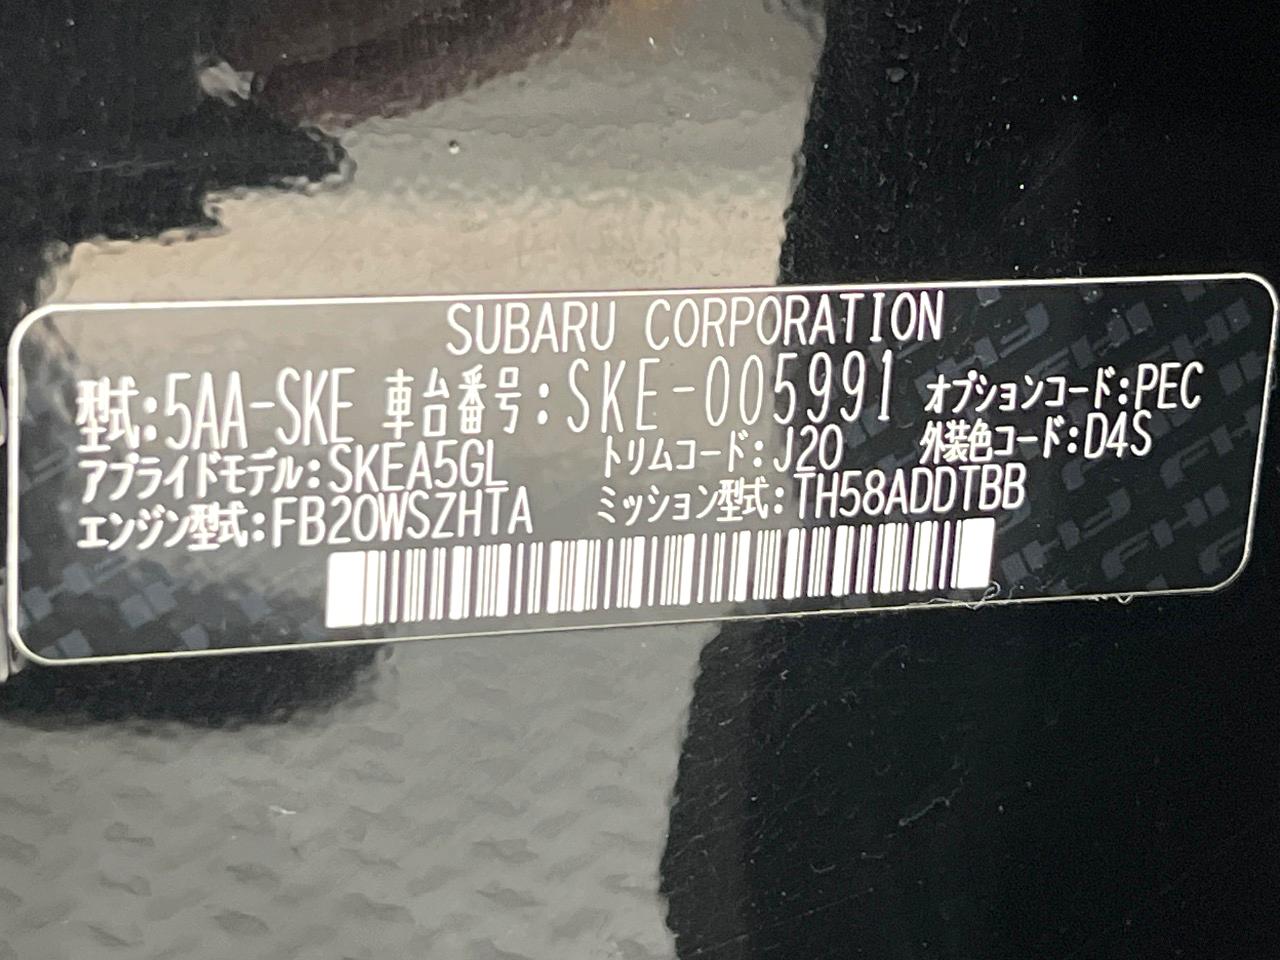 SUBARU CORPORATION
型式:5AA-SKE 車台番号:SKE-005991 オプションコード:PEC
アプライドモデル:SKEA5GL トリムコード:J20 外装色コード:D4S
エンジン型式:FB20WSZHTA ミッション型式:TH58ADDTBB